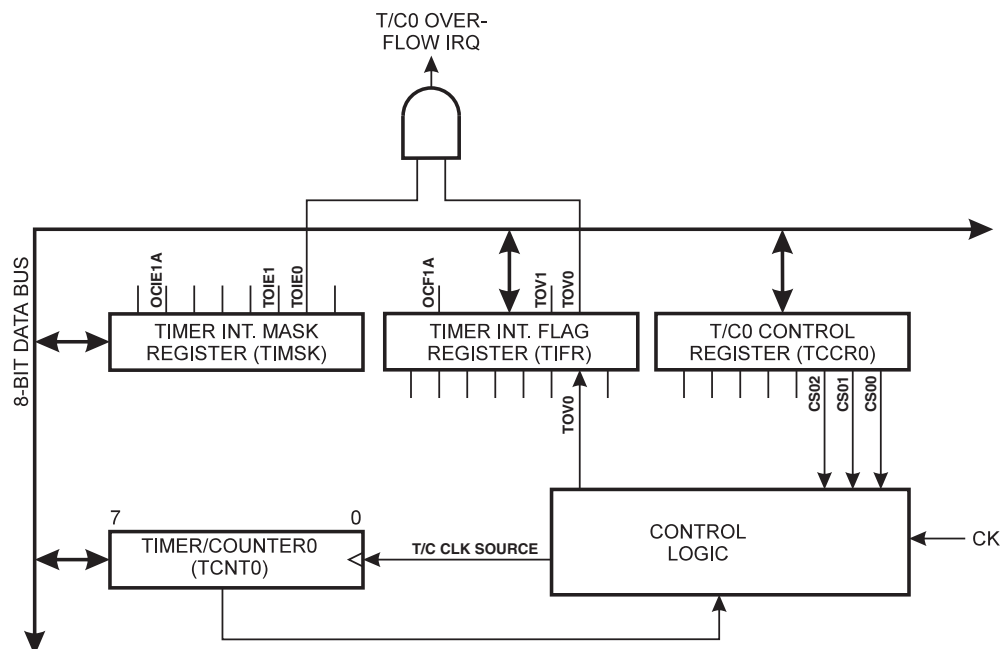 T/C0 OVER-
FLOW IRQ
8-BIT DATA BUS
OCIE1A
TOIE1
TOIE0
OCF1A
TOV1
TOV0
TIMER INT. MASK
REGISTER (TIMSK)
TIMER INT. FLAG
REGISTER (TIFR)
T/C0 CONTROL
REGISTER (TCCR0)
TOV0
CS02
CS01
CS00
7
0
TIMER/COUNTER0
(TCNT0)
T/C CLK SOURCE
CONTROL
LOGIC
CK